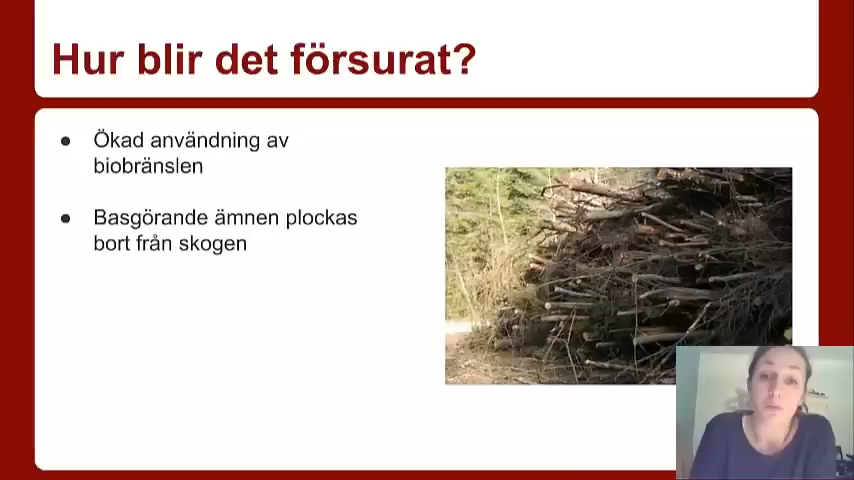 Hur blir det försurat?
● Ökad användning av
biobränslen
● Basgörande ämnen plockas
bort från skogen